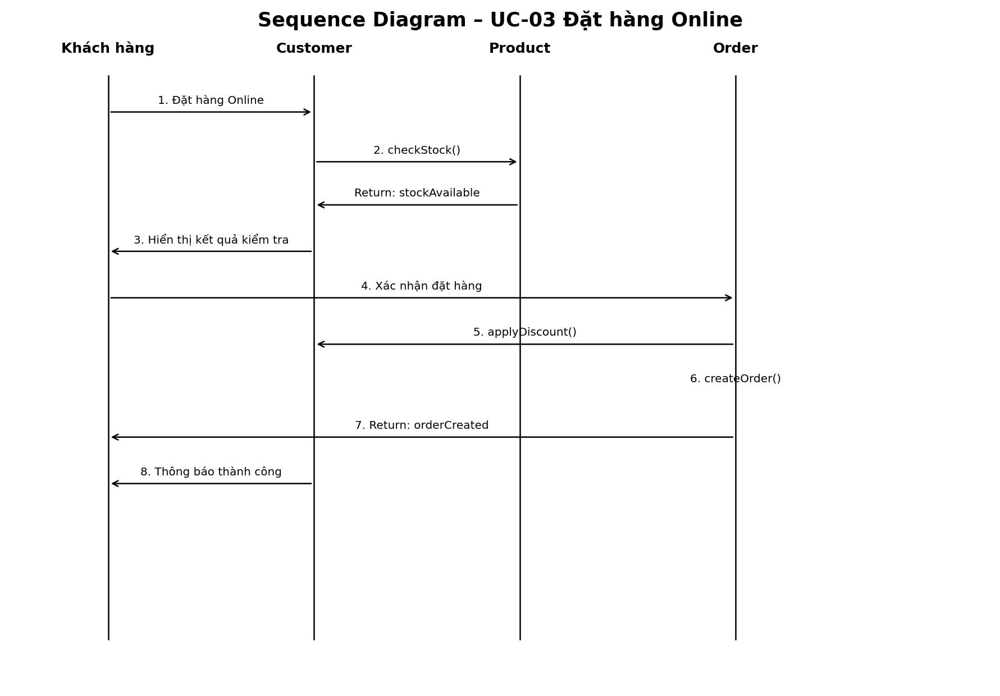 Sequence Diagram – UC-03 Đặt hàng Online
Khách hàng
Customer
Product
Order
1. Đặt hàng Online
2. checkStock()
Return: stockAvailable
3. Hiển thị kết quả kiểm tra
4. Xác nhận đặt hàng
5. applyDiscount()
6. createOrder()
7. Return: orderCreated
8. Thông báo thành công